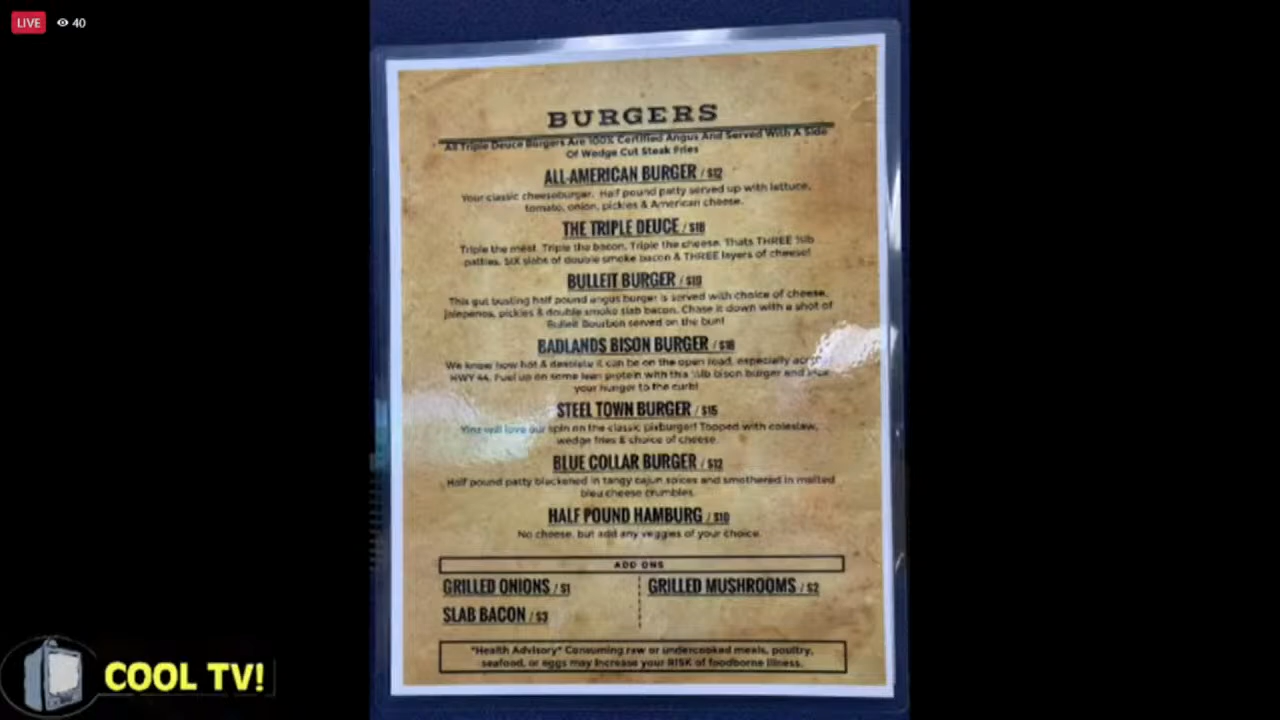 LIVE 40
BURGERS
All Triple Deuce Burgers Are 100% Certified Angus And Served With A Side
Of Wedge Cut Steak Fries
ALL-AMERICAN BURGER / $12
Your classic cheeseburger. Half pound patty served up with lettuce,
tomato, onion, pickles & American cheese.
THE TRIPLE DEUCE / $18
Triple the meat. Triple the bacon. Triple the cheese. Thats THREE
patties, SIX slabs of double smoke bacon & THREE layers of cheese!
BULLEIT BURGER / $19
This gut busting half pound angus burger is served with choice of cheese,
jalepenos, pickles & double smoke slab bacon. Chase it down with a shot of
Bulleit Bourbon served on the bun!
BADLANDS BISON BURGER / $18
We know how hot & desolate it can be on the open road, especially
HWY 44. Fuel up on some lean protein with this bison burger and
your hunger to the curb!
STEEL TOWN BURGER / $15
Yinz will love our spin on the classic pixburger! Topped with coleslaw,
wedge fries & choice of cheese.
BLUE COLLAR BURGER / $12
Half pound patty blackened in tangy cajun spices and smothered in malted
bleu cheese crumbles.
HALF POUND HAMBURG / $10
No cheese, but add any veggies of your choice.
ADD ONS
GRILLED ONIONS / $1
GRILLED MUSHROOMS / $2
SLAB BACON / $3
*Health Advisory* Consuming raw or undercooked meals, poultry,
seafood, or eggs may increase your RISK of foodborne illness.
COOL TV!